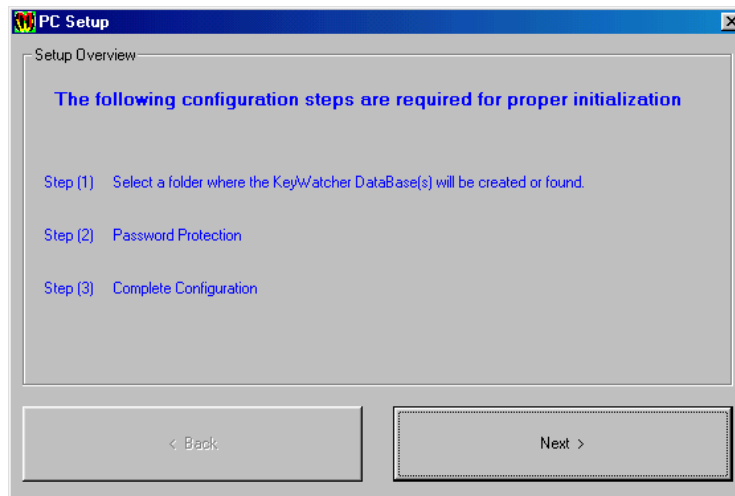 PC Setup
Setup Overview
The following configuration steps are required for proper initialization
Step (1) Select a folder where the KeyWatcher DataBase(s) will be created or found.
Step (2) Password Protection
Step (3) Complete Configuration
< Back
Next >